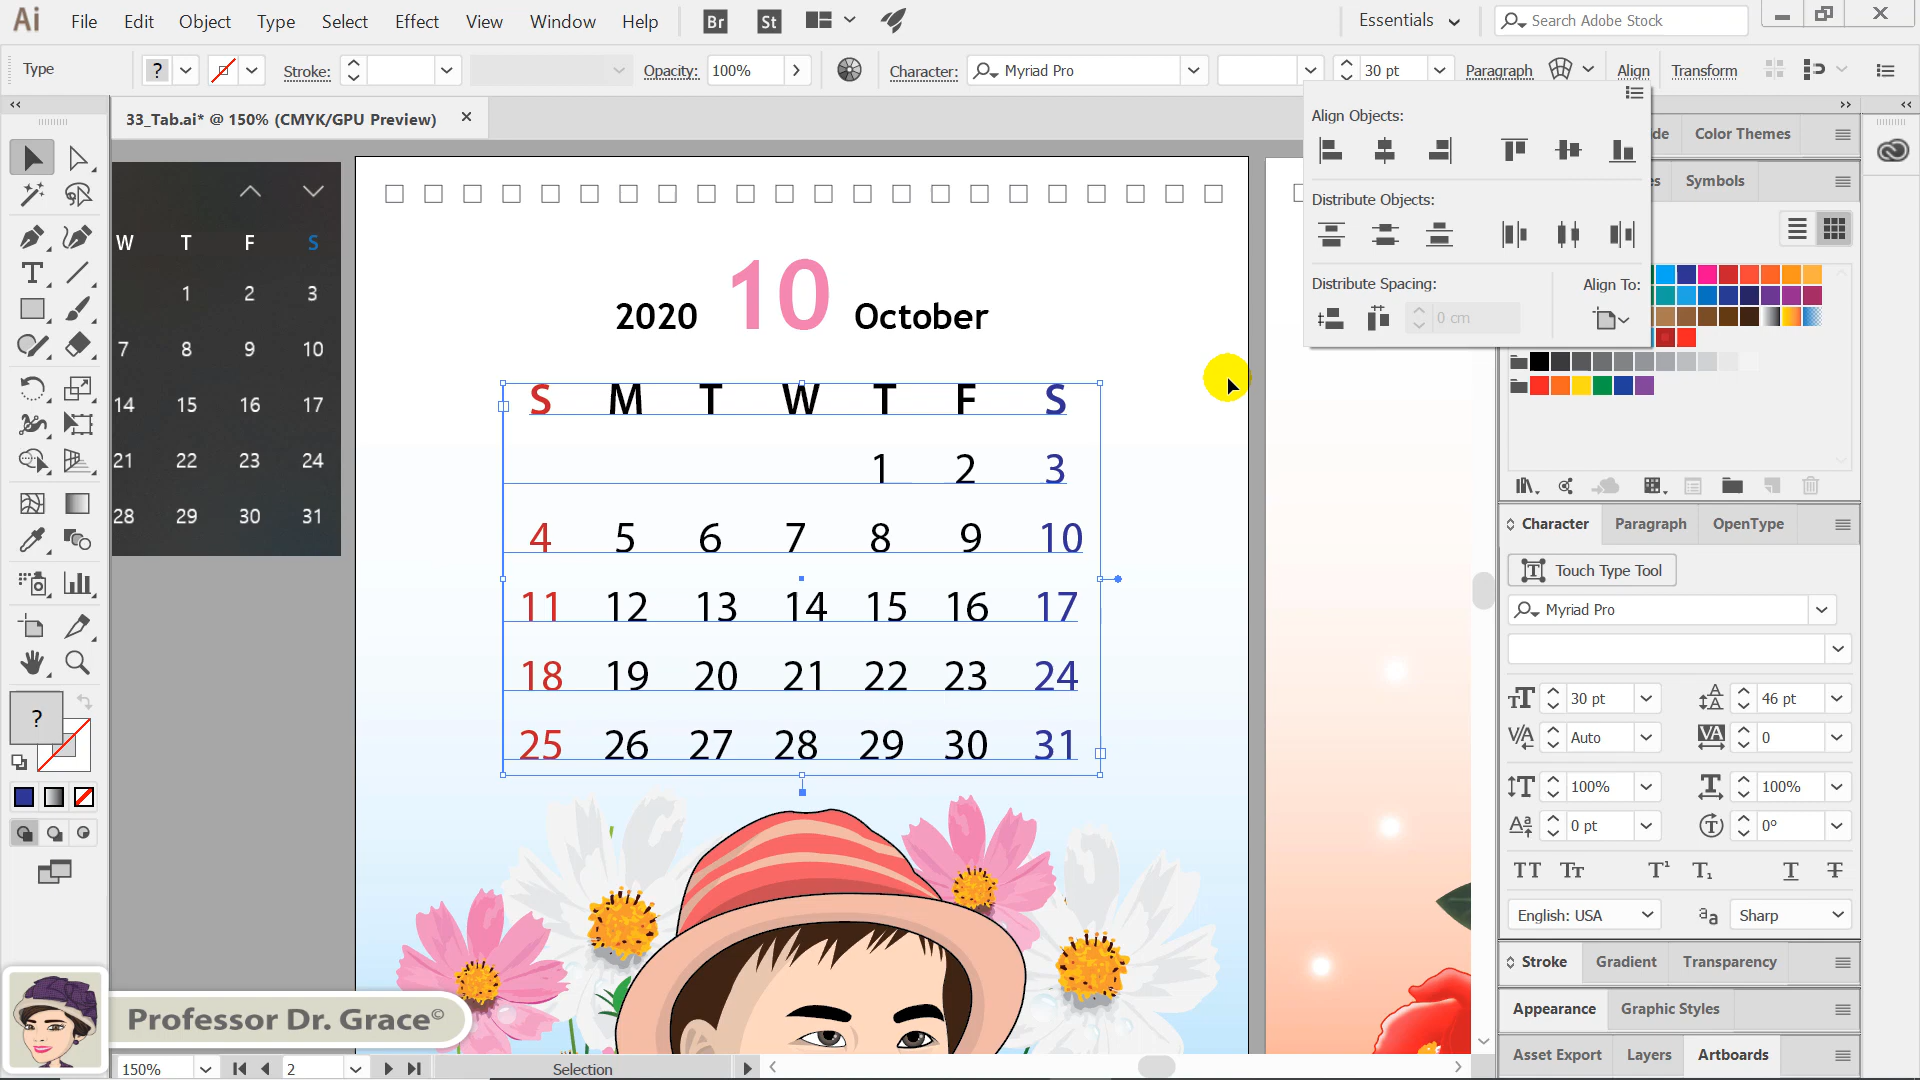 Ai File Edit Object Type Select Effect View Window Help Br St Essentials Search Adobe Stock
Type ? Stroke: Opacity: 100% Character: Myriad Pro 30 pt Paragraph Align Transform
33_Tab.ai* @ 150% (CMYK/GPU Preview)
Align Objects:
Distribute Objects:
Distribute Spacing:
Align To:
0 cm
Color Themes
Symbols
W T F S
1 2 3
7 8 9 10
14 15 16 17
21 22 23 24
28 29 30 31
2020 10 October
S M T W T F S
1 2 3
4 5 6 7 8 9 10
11 12 13 14 15 16 17
18 19 20 21 22 23 24
25 26 27 28 29 30 31
Character Paragraph OpenType
Touch Type Tool
Myriad Pro
30 pt 46 pt
Auto 0
100% 100%
0 pt 0°
English: USA Sharp
Stroke Gradient Transparency
Appearance Graphic Styles
Asset Export Layers Artboards
?
Professor Dr. Grace©
150% 2 Selection